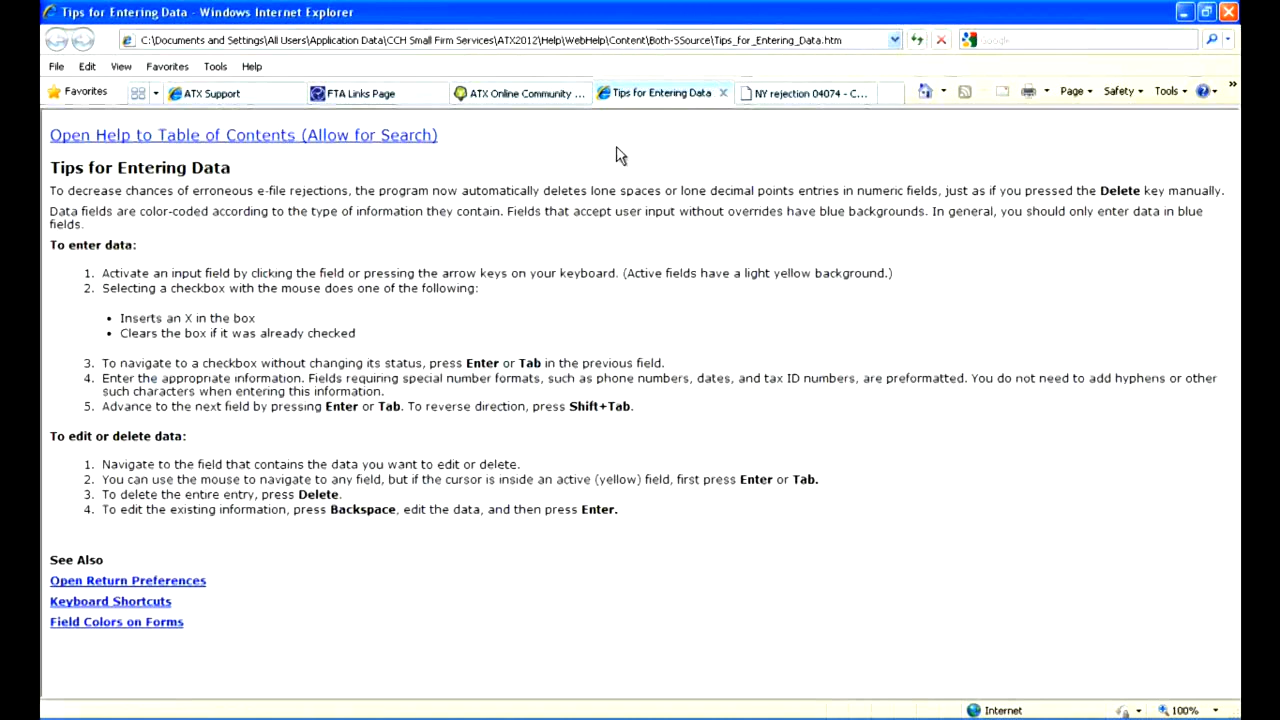 Tips for Entering Data - Windows Internet Explorer
C:\Documents and Settings\All Users\Application Data\CCH Small Firm Services\ATX2012\Help\WebHelp\Content\Both-SSource\Tips_for_Entering_Data.htm
Google
File Edit View Favorites Tools Help
Favorites ATX Support FTA Links Page ATX Online Community ... Tips for Entering Data NY rejection 04074 - C... Page Safety Tools
Open Help to Table of Contents (Allow for Search)
Tips for Entering Data
To decrease chances of erroneous e-file rejections, the program now automatically deletes lone spaces or lone decimal points entries in numeric fields, just as if you pressed the Delete key manually.
Data fields are color-coded according to the type of information they contain. Fields that accept user input without overrides have blue backgrounds. In general, you should only enter data in blue
fields.
To enter data:
1. Activate an input field by clicking the field or pressing the arrow keys on your keyboard. (Active fields have a light yellow background.)
2. Selecting a checkbox with the mouse does one of the following:
• Inserts an X in the box
• Clears the box if it was already checked
3. To navigate to a checkbox without changing its status, press Enter or Tab in the previous field.
4. Enter the appropriate information. Fields requiring special number formats, such as phone numbers, dates, and tax ID numbers, are preformatted. You do not need to add hyphens or other
such characters when entering this information.
5. Advance to the next field by pressing Enter or Tab. To reverse direction, press Shift+Tab.
To edit or delete data:
1. Navigate to the field that contains the data you want to edit or delete.
2. You can use the mouse to navigate to any field, but if the cursor is inside an active (yellow) field, first press Enter or Tab.
3. To delete the entire entry, press Delete.
4. To edit the existing information, press Backspace, edit the data, and then press Enter.
See Also
Open Return Preferences
Keyboard Shortcuts
Field Colors on Forms
Internet 100%